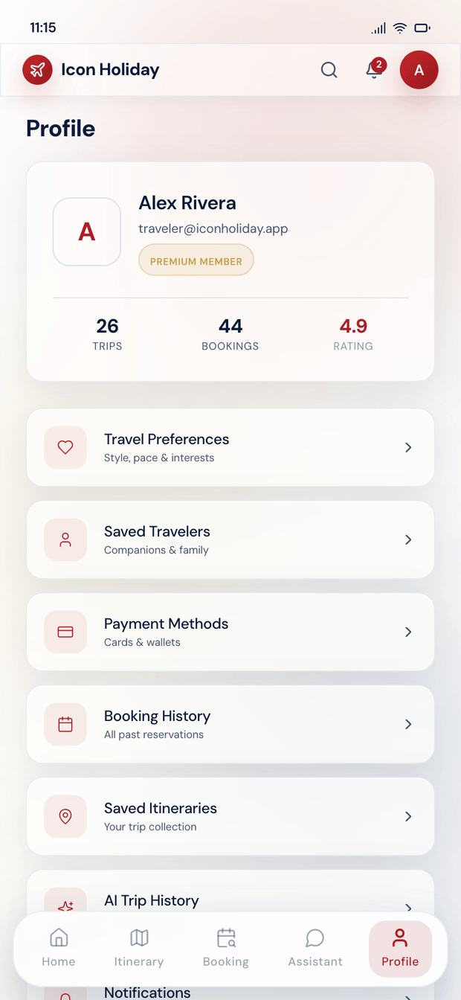 11:15
Icon Holiday
2
A
Profile
A
Alex Rivera
traveler@iconholiday.app
PREMIUM MEMBER
26
44
4.9
TRIPS
BOOKINGS
RATING
Travel Preferences
Style, pace & interests
Saved Travelers
Companions & family
Payment Methods
Cards & wallets
Booking History
All past reservations
Saved Itineraries
Your trip collection
AI Trip History
Home
Itinerary
Booking
Assistant
Profile
Notifications